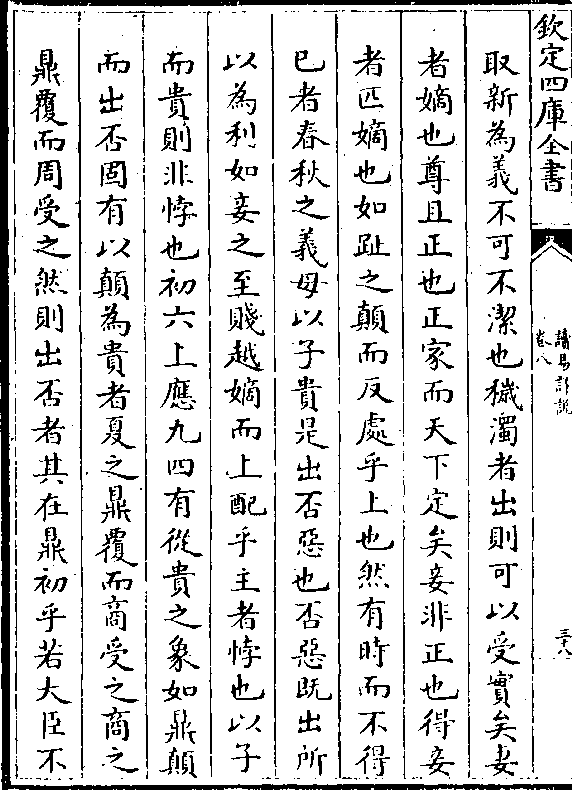 欽定四庫全書
讀易詳說
卷八
三十八
取新為義不可不潔也穢濁者出則可以受實矣妻
者嫡也尊且正也正家而天下定矣妾非正也得妾
者匹嫡也如趾之顛而反處乎上也然有時而不得
已者春秋之義母以子貴是出否惡也否惡既出所
以為利如妾之至賤越嫡而上配乎主者悖也以子
而貴則非悖也初六上應九四有從貴之象如鼎顛
而出否固有以顛為貴者夏之鼎覆而商受之商之
鼎覆而周受之然則出否者其在鼎初乎若大臣不